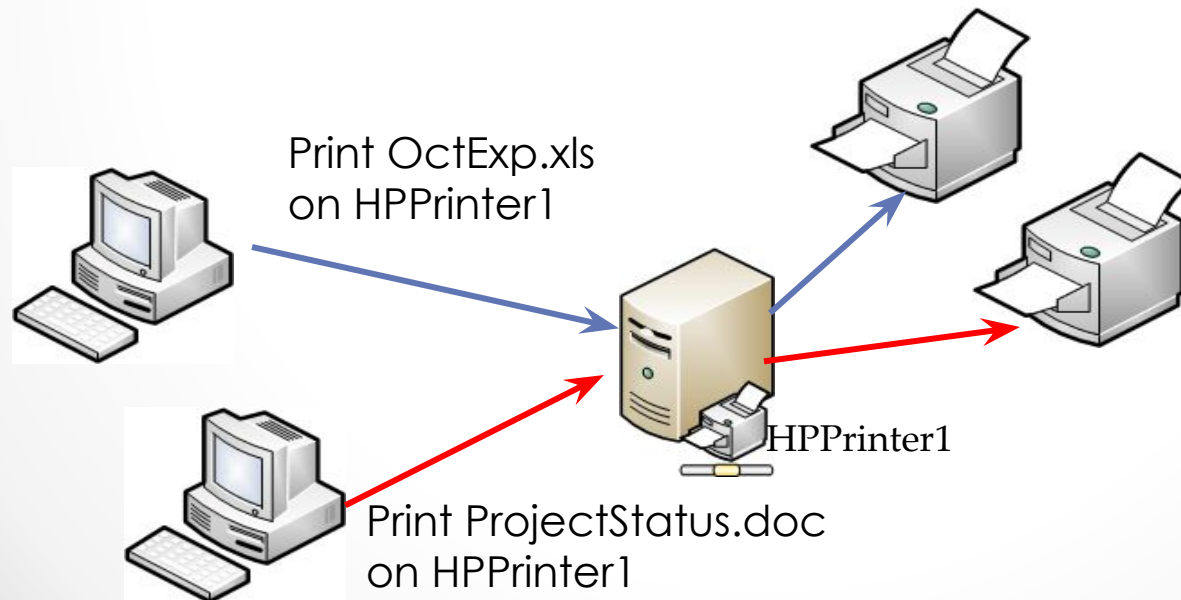 Print OctExp.xls
on HPPrinter1
HPPrinter1
Print ProjectStatus.doc
on HPPrinter1